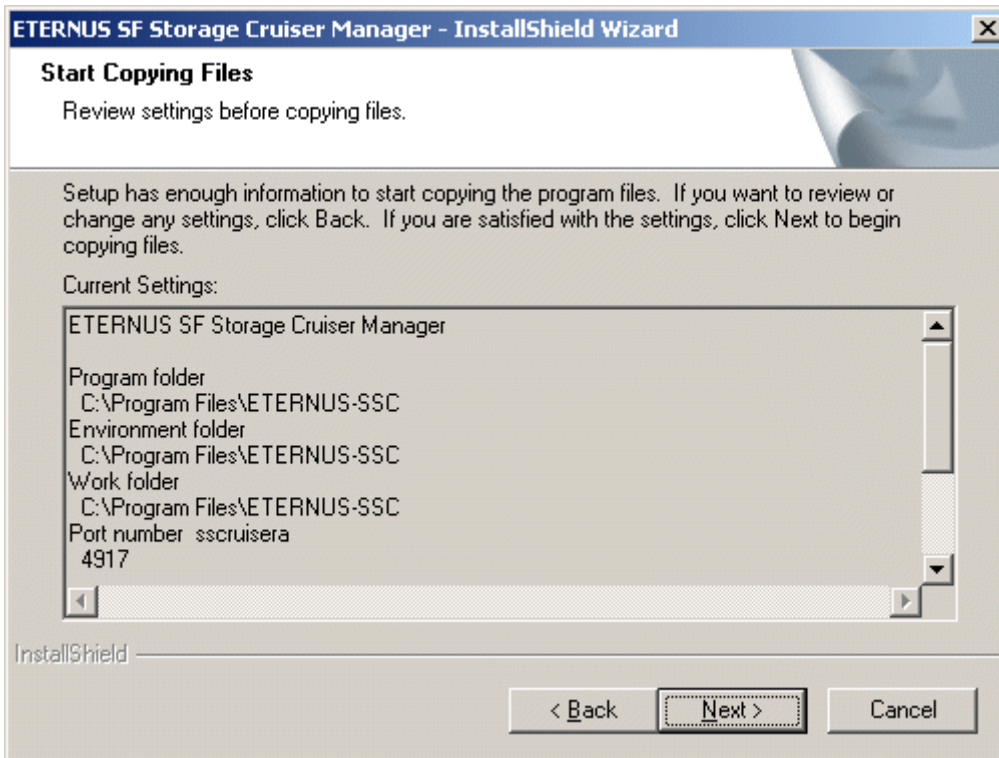 ETERNUS SF Storage Cruiser Manager - InstallShield Wizard
Start Copying Files
Review settings before copying files.
Setup has enough information to start copying the program files. If you want to review or
change any settings, click Back. If you are satisfied with the settings, click Next to begin
copying files.
Current Settings:
ETERNUS SF Storage Cruiser Manager
Program folder
C:\Program Files\ETERNUS-SSC
Environment folder
C:\Program Files\ETERNUS-SSC
Work folder
C:\Program Files\ETERNUS-SSC
Port number sscruisera
4917
InstallShield
< Back
Next >
Cancel